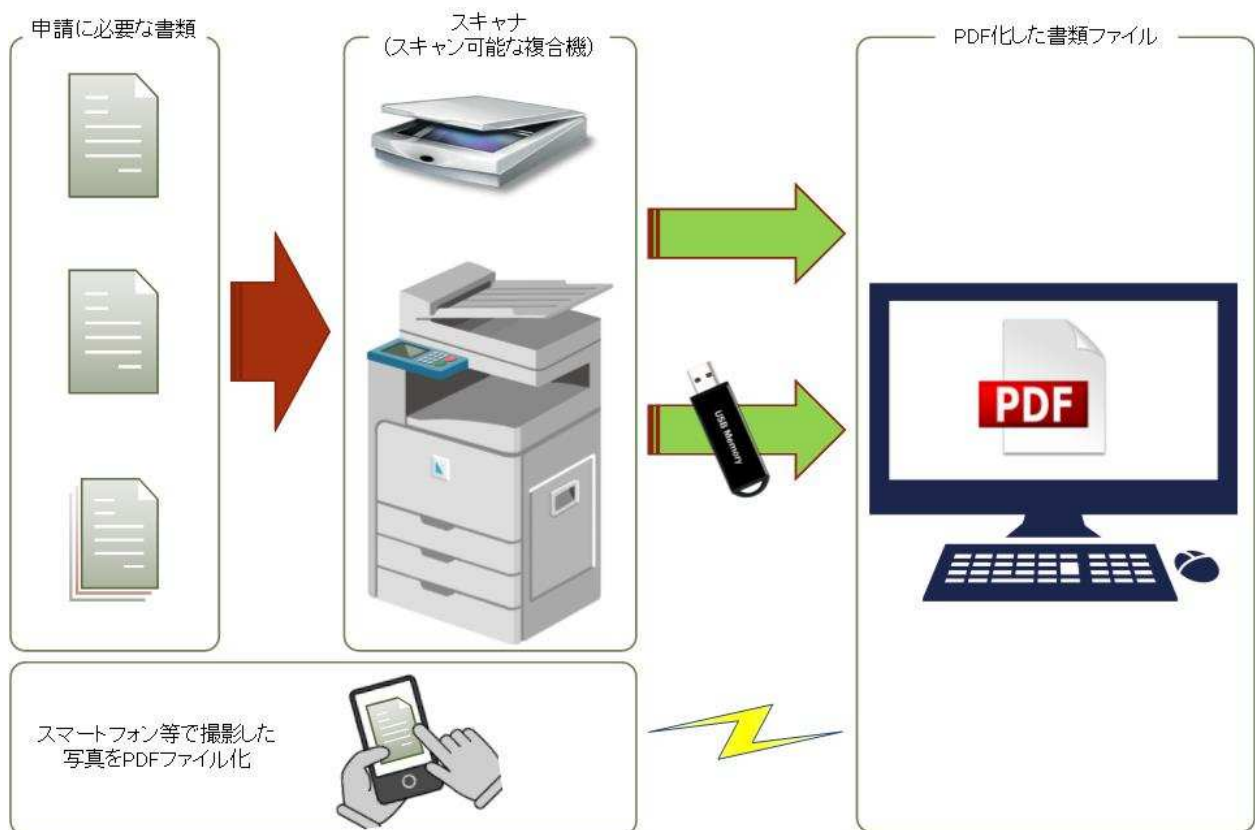 申請に必要な書類
スキャナ
(スキャン可能な複合機)
PDF化した書類ファイル
USB Memory
PDF
スマートフォン等で撮影した
写真をPDFファイル化